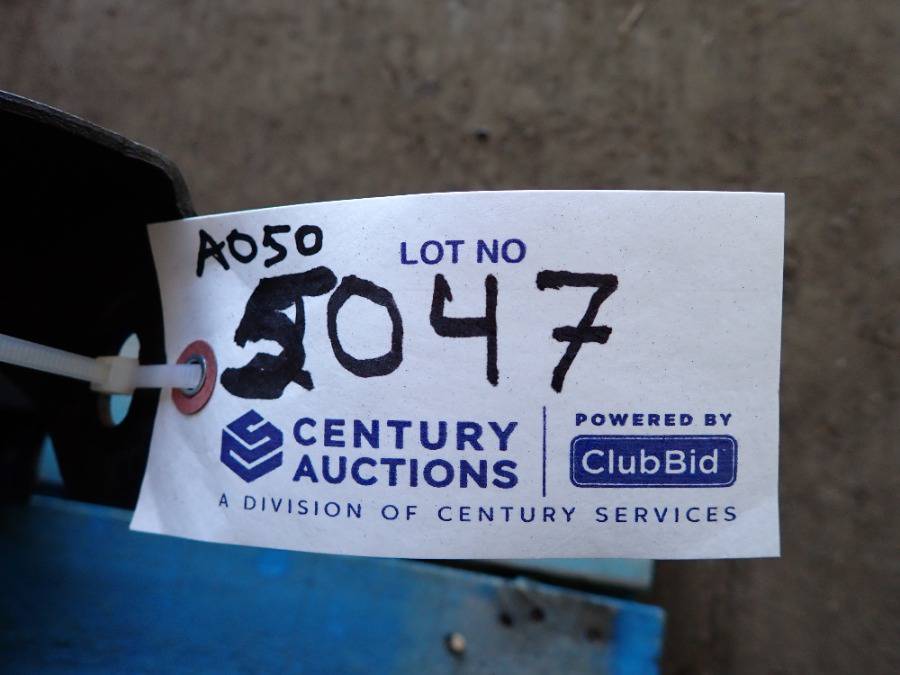 A050
LOT NO
5047
CENTURY
AUCTIONS
POWERED BY
ClubBid
A DIVISION OF CENTURY SERVICES